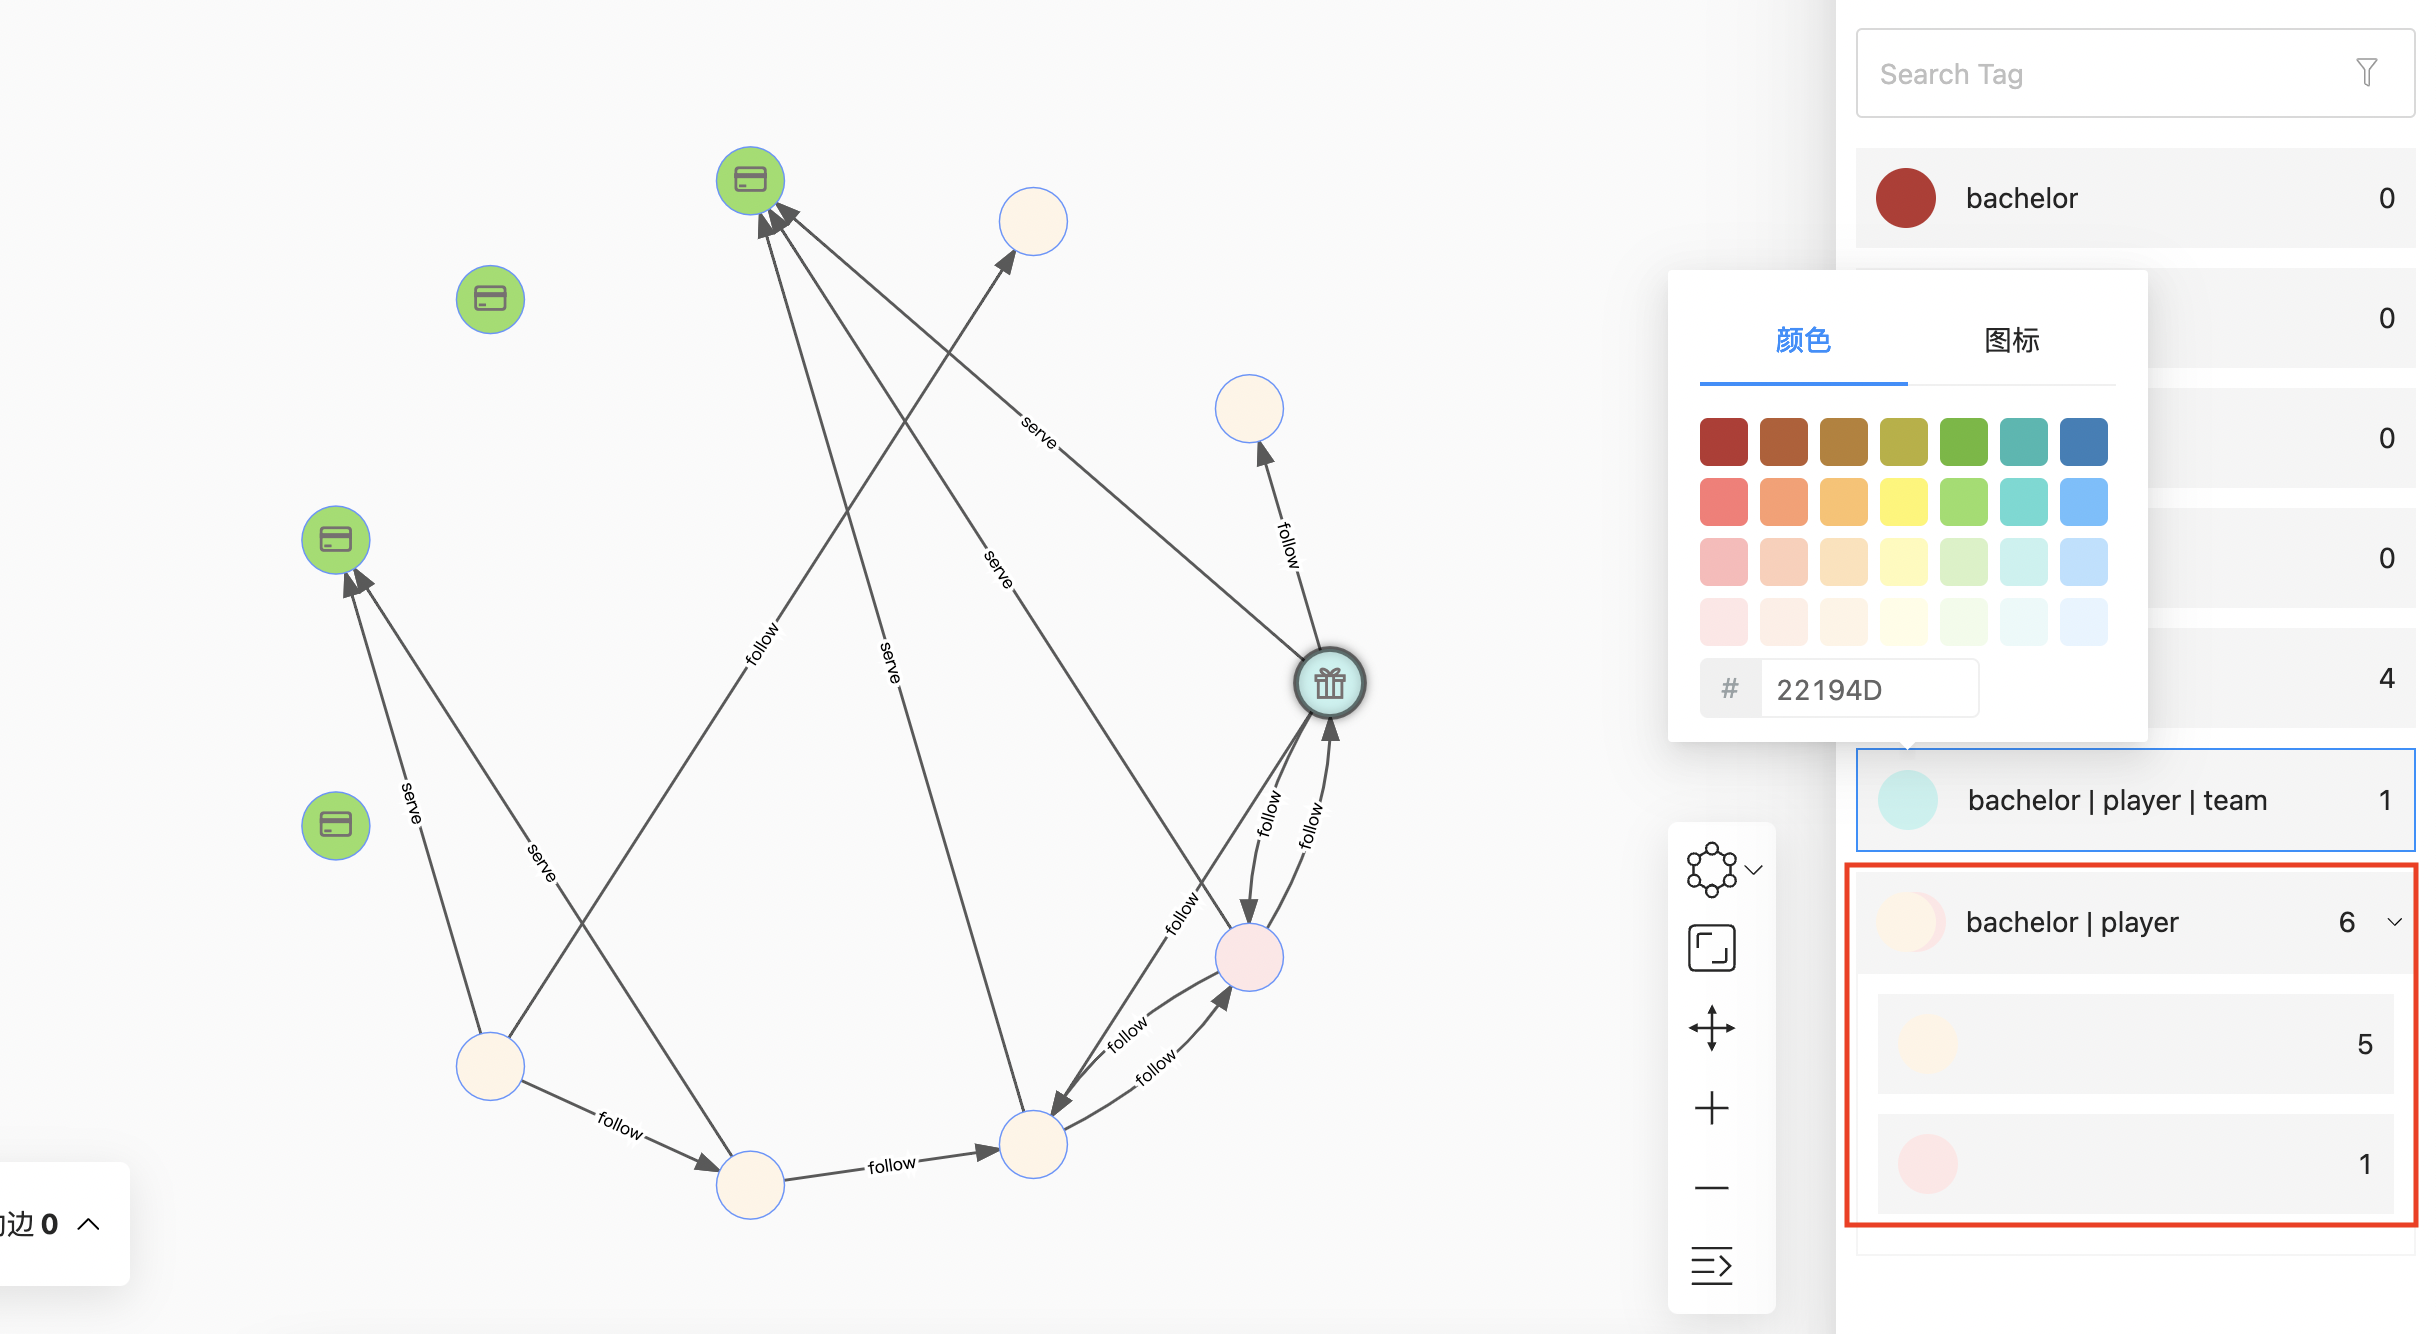 Search Tag
bachelor 0
0
0
0
4
颜色 图标
# 22194D
bachelor | player | team 1
bachelor | player 6
5
1
serve
follow
serve
follow
serve
serve
follow
follow
follow
serve
follow
follow
follow
follow
边 0